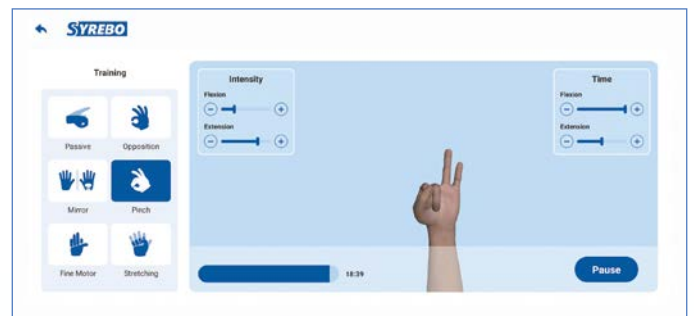 SYREBO
Training
Passive
Opposition
Mirror
Pinch
Fine Motor
Stretching
Intensity
Flexion
Extension
Time
Flexion
Extension
18:39
Pause